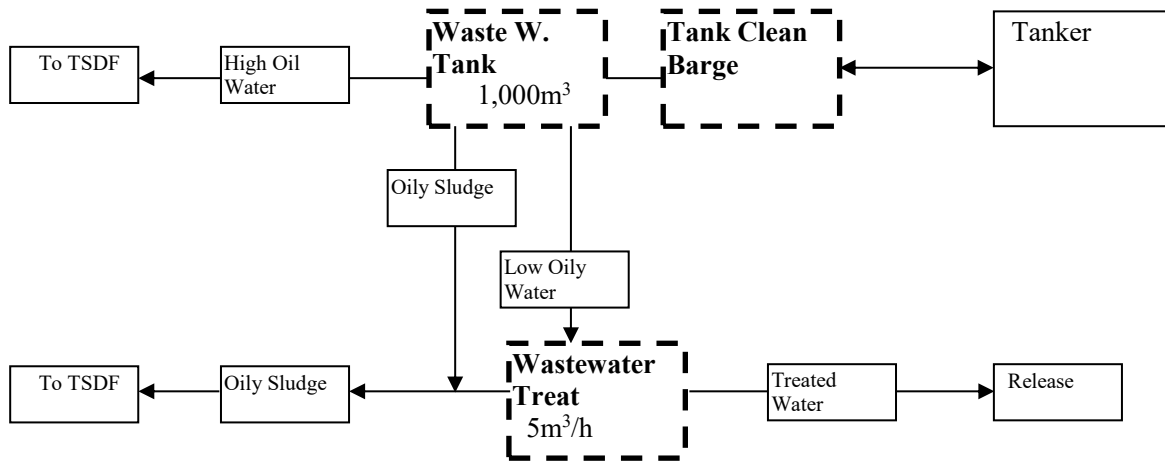 To TSDF
High Oil
Water
Waste W.
Tank
1,000m³
Tank Clean
Barge
Tanker
Oily Sludge
Low Oily
Water
To TSDF
Oily Sludge
Wastewater
Treat
5m³/h
Treated
Water
Release